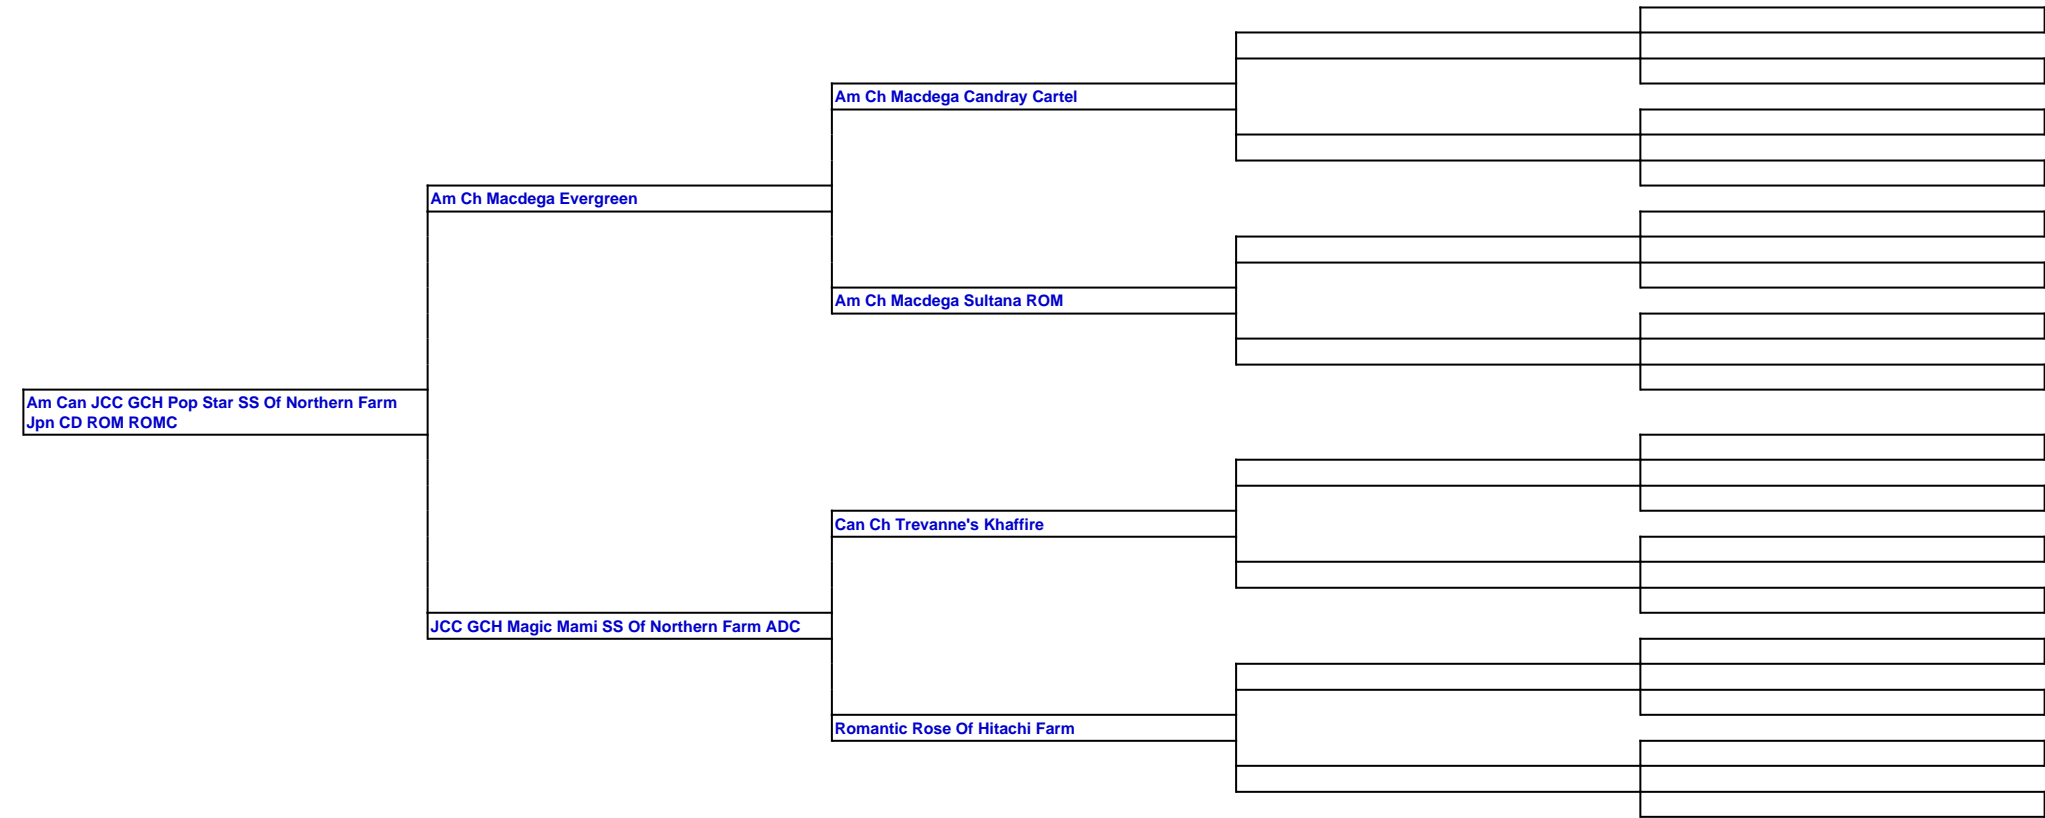 Am Ch Macdega Candray Cartel
Am Ch Macdega Evergreen
Am Ch Macdega Sultana ROM
Am Can JCC GCH Pop Star SS Of Northern Farm
Jpn CD ROM ROMC
Can Ch Trevanne's Khaffire
JCC GCH Magic Mami SS Of Northern Farm ADC
Romantic Rose Of Hitachi Farm